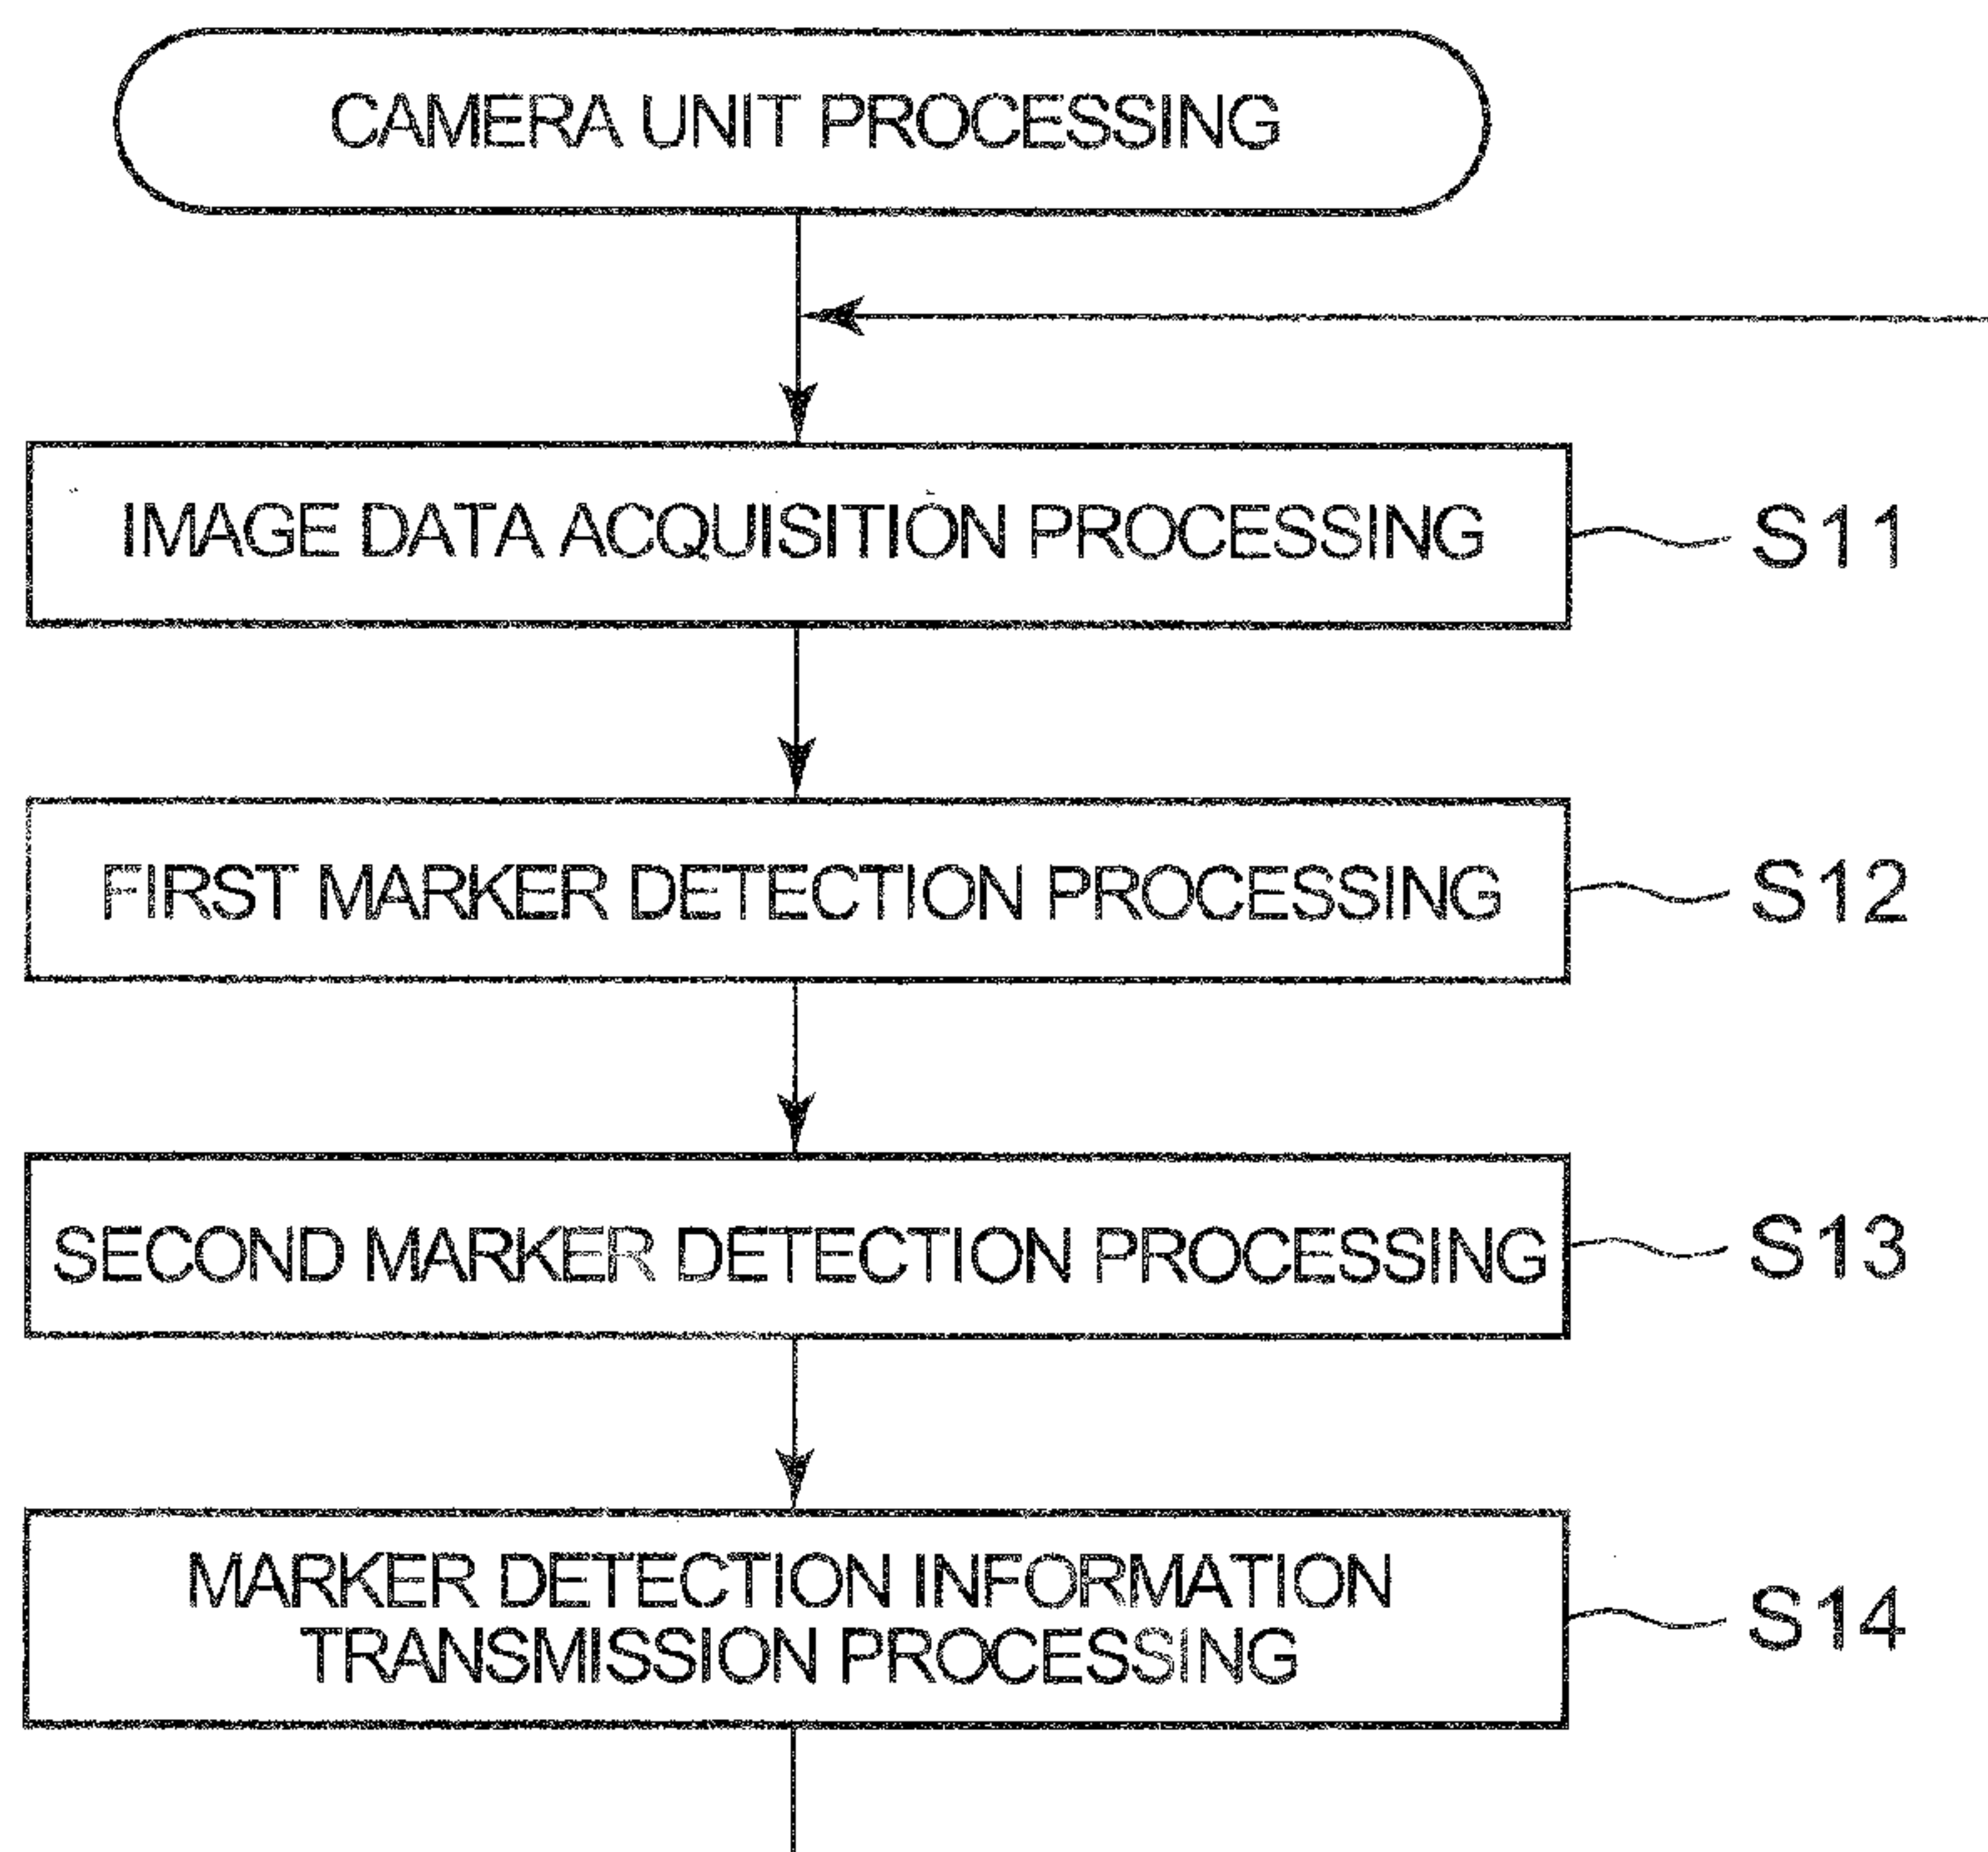 CAMERA UNIT PROCESSING
IMAGE DATA ACQUISITION PROCESSING
S11
FIRST MARKER DETECTION PROCESSING
S12
SECOND MARKER DETECTION PROCESSING
S13
MARKER DETECTION INFORMATION
TRANSMISSION PROCESSING
S14